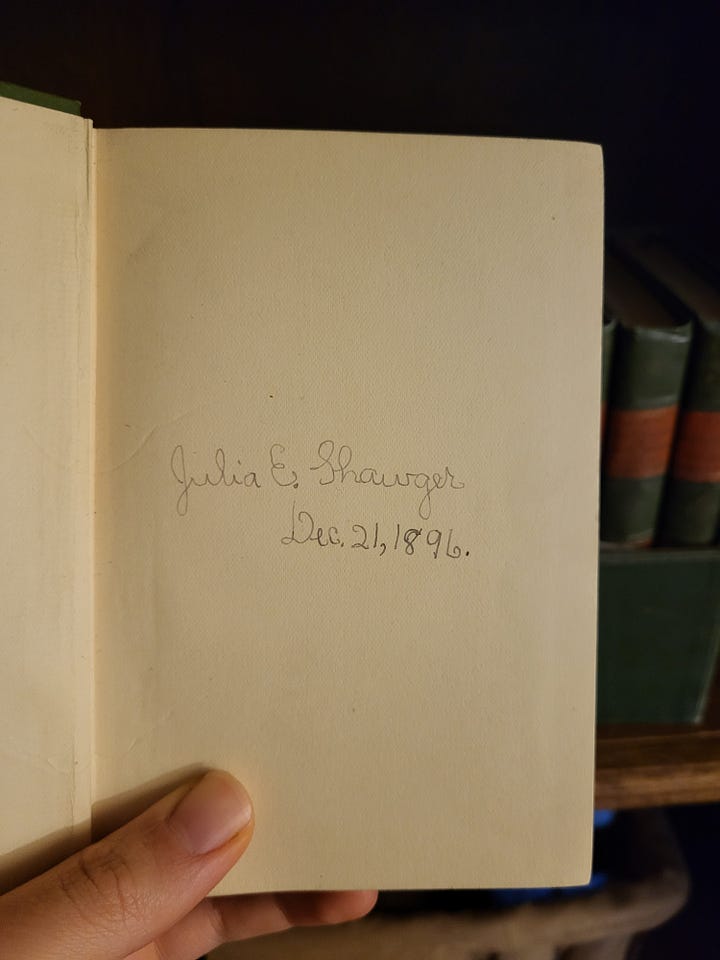 Julia E. Shawger
Dec. 21, 1896.